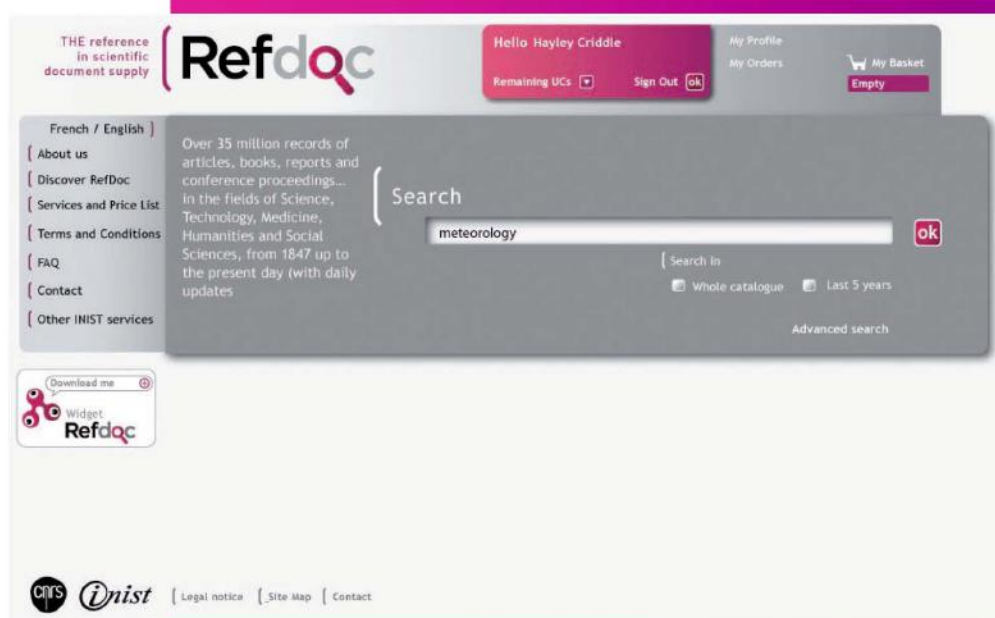 THE reference
in scientific
document supply
Refdoc
Hello Hayley Criddle
Remaining UCs
Sign Out ok
My Profile
My Orders
My Basket
Empty
French / English
About us
Discover RefDoc
Services and Price List
Terms and Conditions
FAQ
Contact
Other INIST services
Over 35 million records of
articles, books, reports and
conference proceedings...
in the fields of Science,
Technology, Medicine,
Humanities and Social
Sciences, from 1847 up to
the present day (with daily
updates
Search
meteorology
ok
Search in
Whole catalogue
Last 5 years
Advanced search
Download me
Widget
Refdoc
cnrs
inist
Legal notice
Site Map
Contact